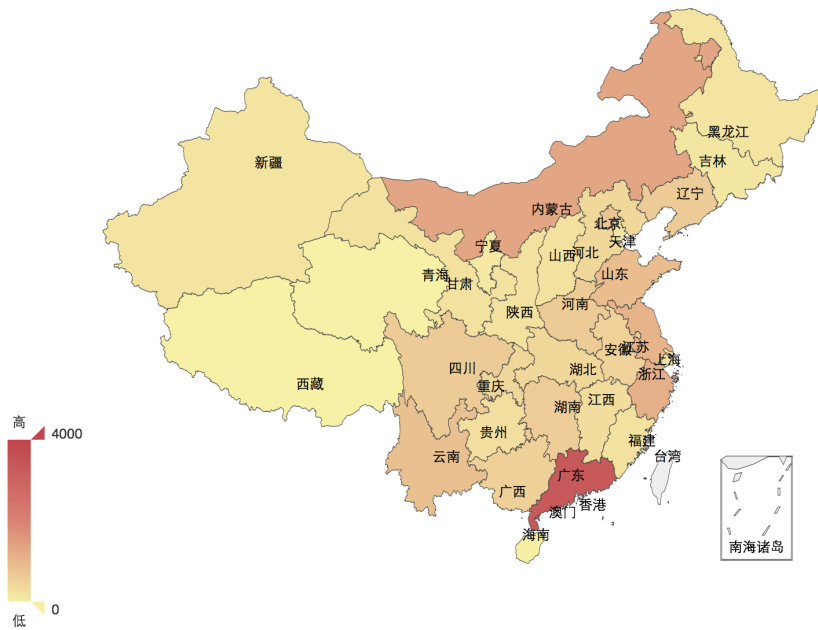 黑龙江
吉林
新疆
辽宁
内蒙古
北京
天津
宁夏
山西
河北
青海
甘肃
山东
陕西
河南
江苏
安徽
上海
四川
湖北
浙江
西藏
重庆
湖南
江西
高
4000
贵州
福建
云南
台湾
广东
广西
香港
澳门
海南
南海诸岛
0
低